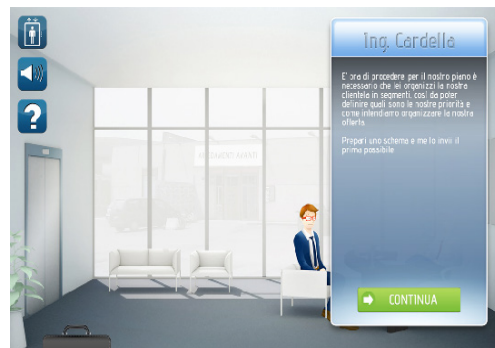 Ing. Cardella
E' ora di procedere per il nostro piano è
necessario che lei organizzi la nostra
clientela in segmenti, così da poter
definire quali sono le nostre priorità e
come intendiamo organizzare la nostra
offerta
Prepari uno schema e me lo invii il
prima possibile
CONTINUA
?